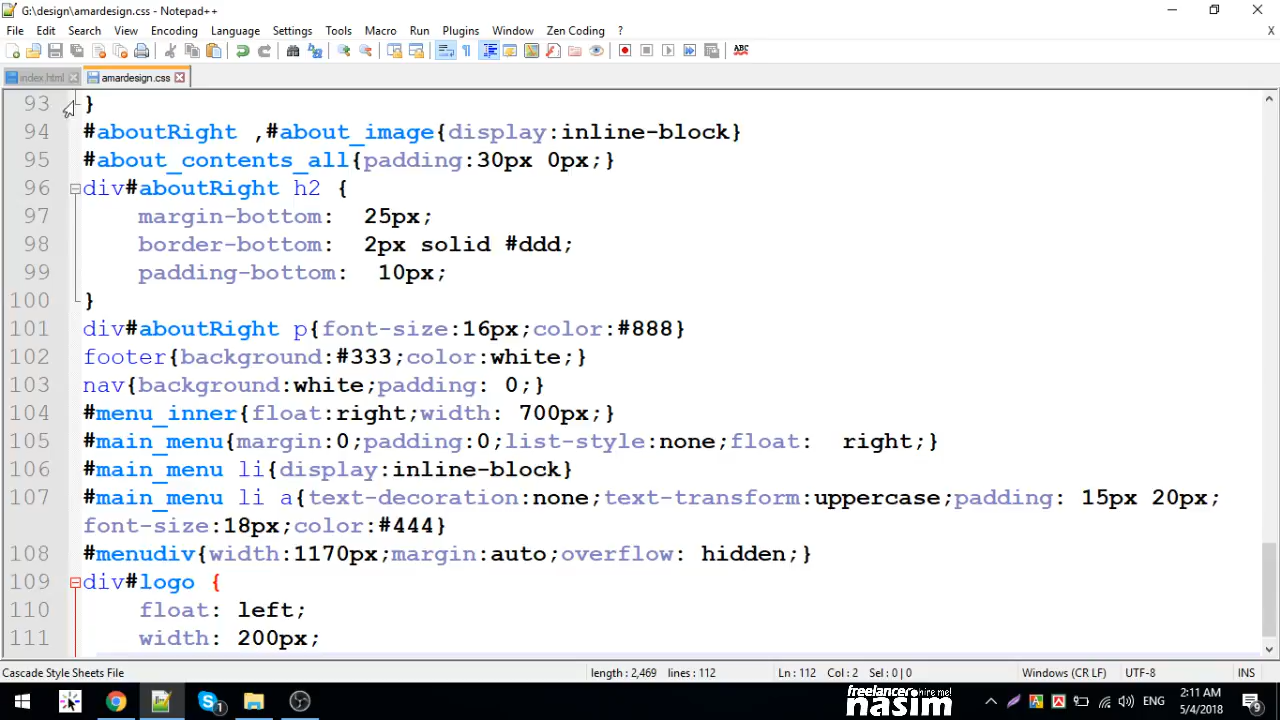 G:\design\amardesign.css - Notepad++
File Edit Search View Encoding Language Settings Tools Macro Run Plugins Window Zen Coding ? X
ABC
index.html amardesign.css
93 }
94 #aboutRight ,#about_image{display:inline-block}
95 #about_contents_all{padding:30px 0px;}
96 div#aboutRight h2 {
97 margin-bottom: 25px;
98 border-bottom: 2px solid #ddd;
99 padding-bottom: 10px;
100 }
101 div#aboutRight p{font-size:16px;color:#888}
102 footer{background:#333;color:white;}
103 nav{background:white;padding: 0;}
104 #menu_inner{float:right;width: 700px;}
105 #main_menu{margin:0;padding:0;list-style:none;float: right;}
106 #main_menu li{display:inline-block}
107 #main_menu li a{text-decoration:none;text-transform:uppercase;padding: 15px 20px;
font-size:18px;color:#444}
108 #menudiv{width:1170px;margin:auto;overflow: hidden;}
109 div#logo {
110 float: left;
111 width: 200px;
Cascade Style Sheets File length : 2,469 lines : 112 Ln : 112 Col : 2 Sel : 0 | 0 Windows (CR LF) UTF-8 INS
freelancer hire me!
nasim
ENG 2:11 AM
5/4/2018